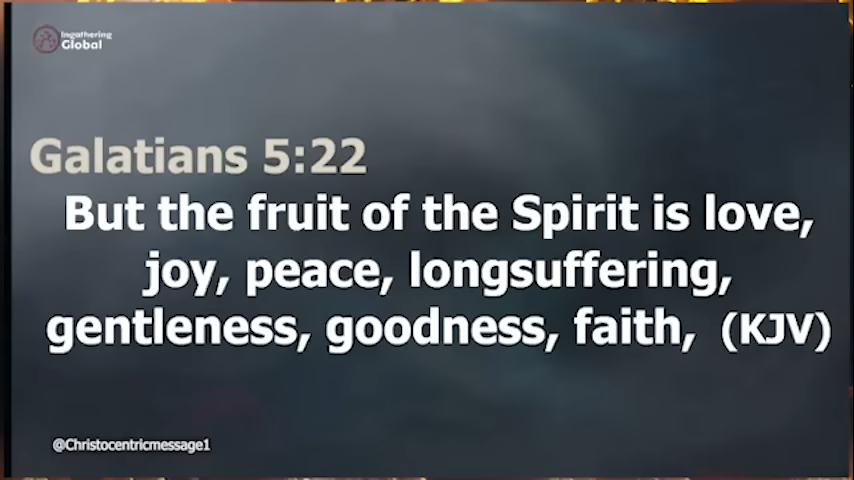 Ingathering
Global
Galatians 5:22
But the fruit of the Spirit is love,
joy, peace, longsuffering,
gentleness, goodness, faith, (KJV)
@Christocentricmessage1